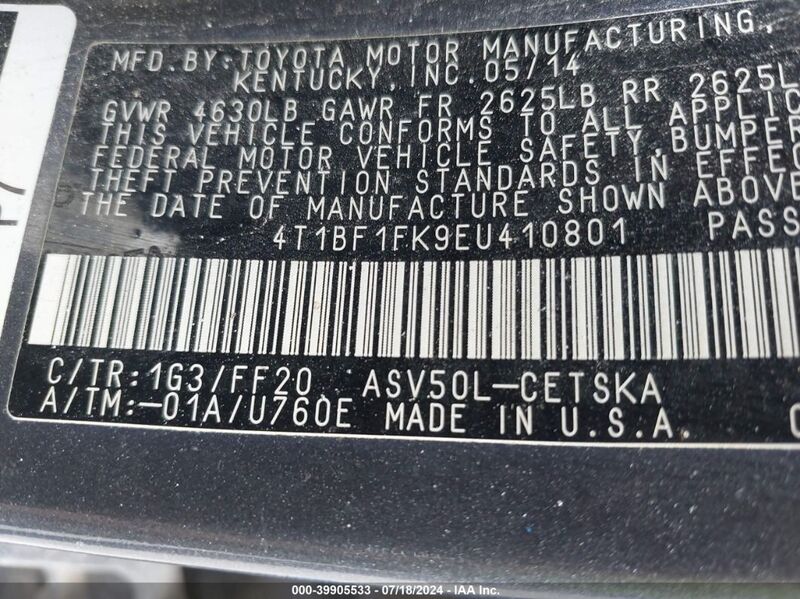 MFD. BY: TOYOTA MOTOR MANUFACTURING,
KENTUCKY, INC. 05/14
GVWR 4630LB GAWR FR 2625LB RR 2625L
THIS VEHICLE CONFORMS TO ALL APPLIC
FEDERAL MOTOR VEHICLE SAFETY, BUMPER
THEFT PREVENTION STANDARDS IN EFFEC
THE DATE OF MANUFACTURE SHOWN ABOVE
4T1BF1FK9EU410801 PASS
C/TR:1G3/FF20 ASV50L-CETSKA
A/TM:-01A/U760E MADE IN U.S.A.
000-39905533 - 07/18/2024 - IAA Inc.